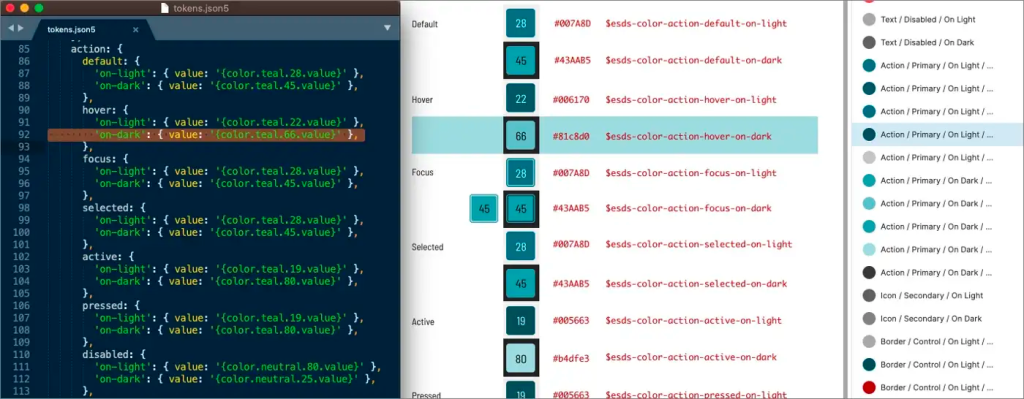 tokens.json5
tokens.json5
85 action: {
86 default: {
87 'on-light': { value: '{color.teal.28.value}' },
88 'on-dark': { value: '{color.teal.45.value}' },
89 },
90 hover: {
91 'on-light': { value: '{color.teal.22.value}' },
92 'on-dark': { value: '{color.teal.66.value}' },
93 },
94 focus: {
95 'on-light': { value: '{color.teal.28.value}' },
96 'on-dark': { value: '{color.teal.45.value}' },
97 },
98 selected: {
99 'on-light': { value: '{color.teal.28.value}' },
100 'on-dark': { value: '{color.teal.45.value}' },
101 },
102 active: {
103 'on-light': { value: '{color.teal.19.value}' },
104 'on-dark': { value: '{color.teal.80.value}' },
105 },
106 pressed: {
107 'on-light': { value: '{color.teal.19.value}' },
108 'on-dark': { value: '{color.teal.80.value}' },
109 },
110 disabled: {
111 'on-light': { value: '{color.neutral.80.value}' },
112 'on-dark': { value: '{color.neutral.25.value}' },
113 },
Default 28 #007A8D $esds-color-action-default-on-light
45 #43AAB5 $esds-color-action-default-on-dark
Hover 22 #006170 $esds-color-action-hover-on-light
66 #81c8d0 $esds-color-action-hover-on-dark
Focus 28 #007A8D $esds-color-action-focus-on-light
45 45 #43AAB5 $esds-color-action-focus-on-dark
Selected 28 #007A8D $esds-color-action-selected-on-light
45 #43AAB5 $esds-color-action-selected-on-dark
Active 19 #005663 $esds-color-action-active-on-light
80 #b4dfe3 $esds-color-action-active-on-dark
Pressed 19 #005663 $esds-color-action-pressed-on-light
Text / Disabled / On Light
Text / Disabled / On Dark
Action / Primary / On Light / ...
Action / Primary / On Light / ...
Action / Primary / On Light / ...
Action / Primary / On Light / ...
Action / Primary / On Light / ...
Action / Primary / On Dark / ...
Action / Primary / On Dark / ...
Action / Primary / On Dark / ...
Action / Primary / On Dark / ...
Action / Primary / On Dark / ...
Icon / Secondary / On Light
Icon / Secondary / On Dark
Border / Control / On Light / ...
Border / Control / On Light / ...
Border / Control / On Light / ...